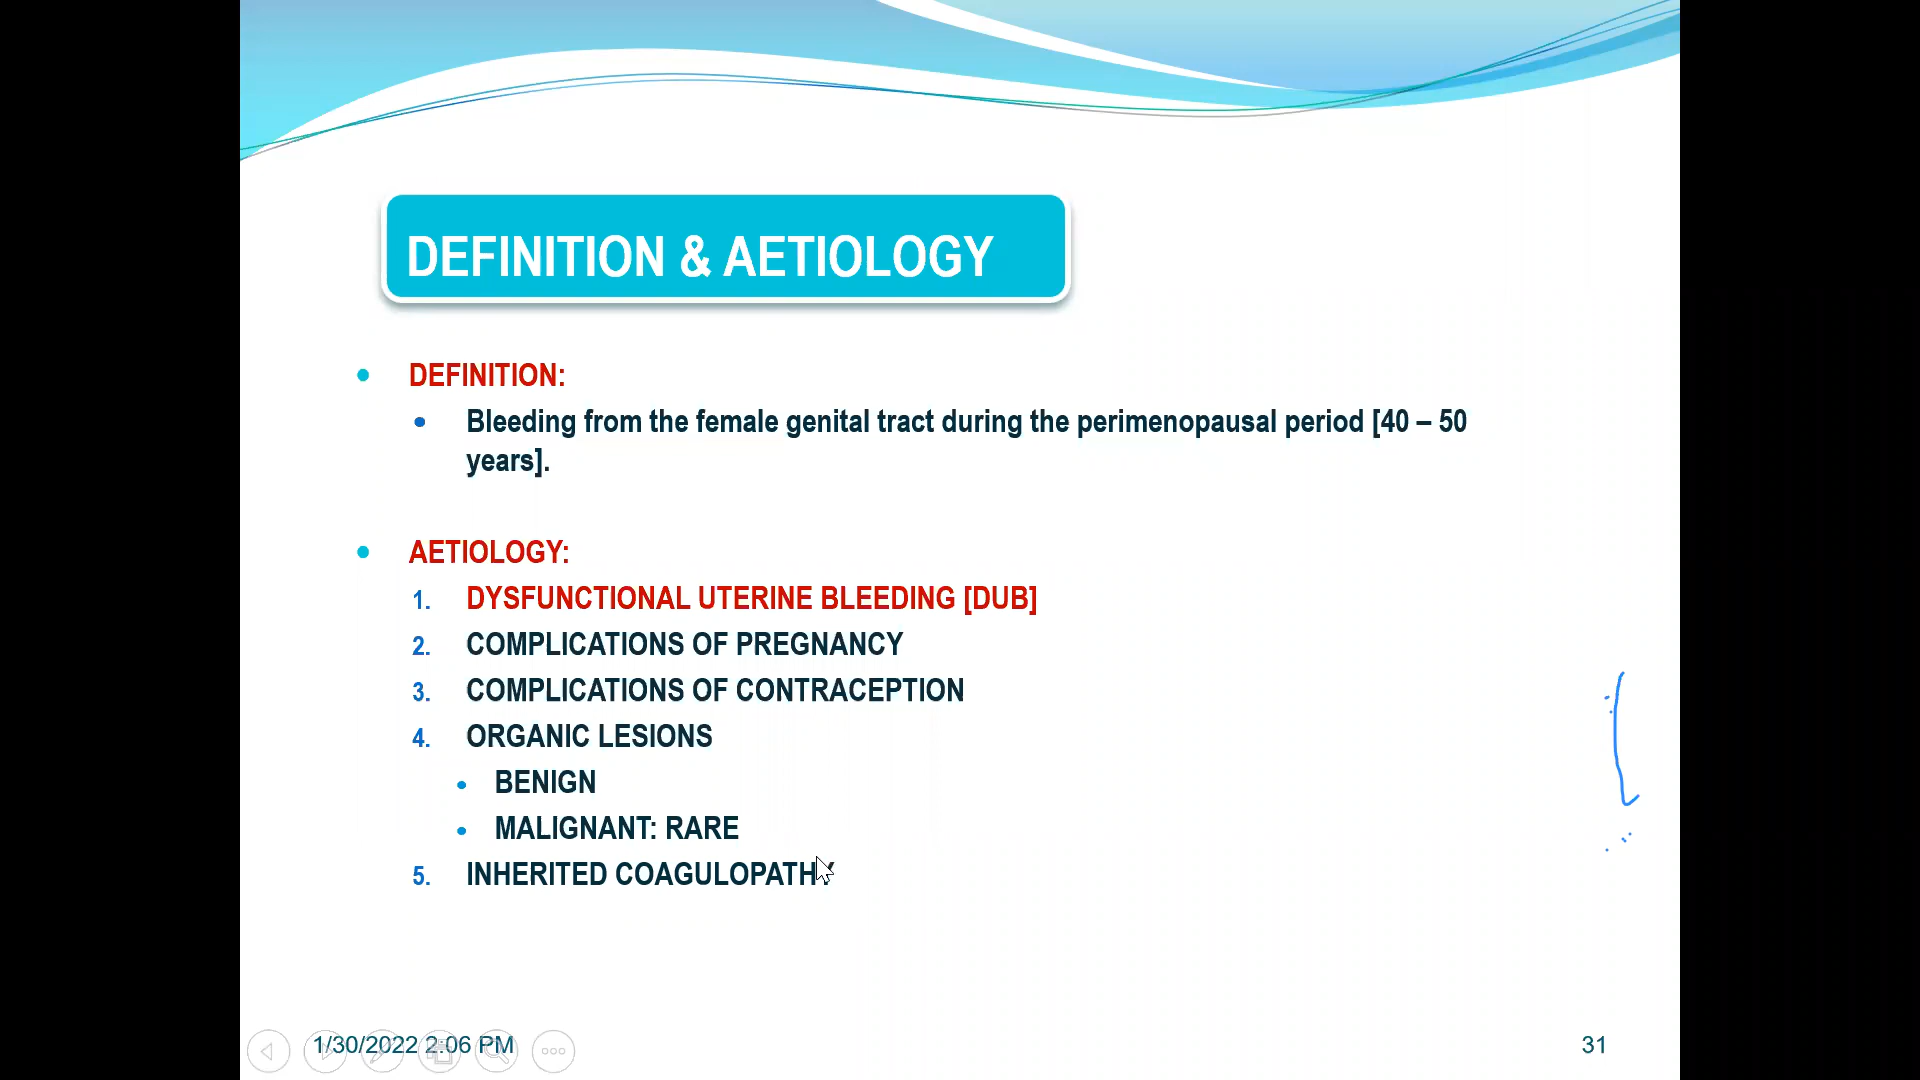 DEFINITION & AETIOLOGY
• DEFINITION:
• Bleeding from the female genital tract during the perimenopausal period [40 – 50
years].
• AETIOLOGY:
1. DYSFUNCTIONAL UTERINE BLEEDING [DUB]
2. COMPLICATIONS OF PREGNANCY
3. COMPLICATIONS OF CONTRACEPTION
4. ORGANIC LESIONS
• BENIGN
• MALIGNANT: RARE
5. INHERITED COAGULOPATHY
1/30/2022 2:06 PM
31